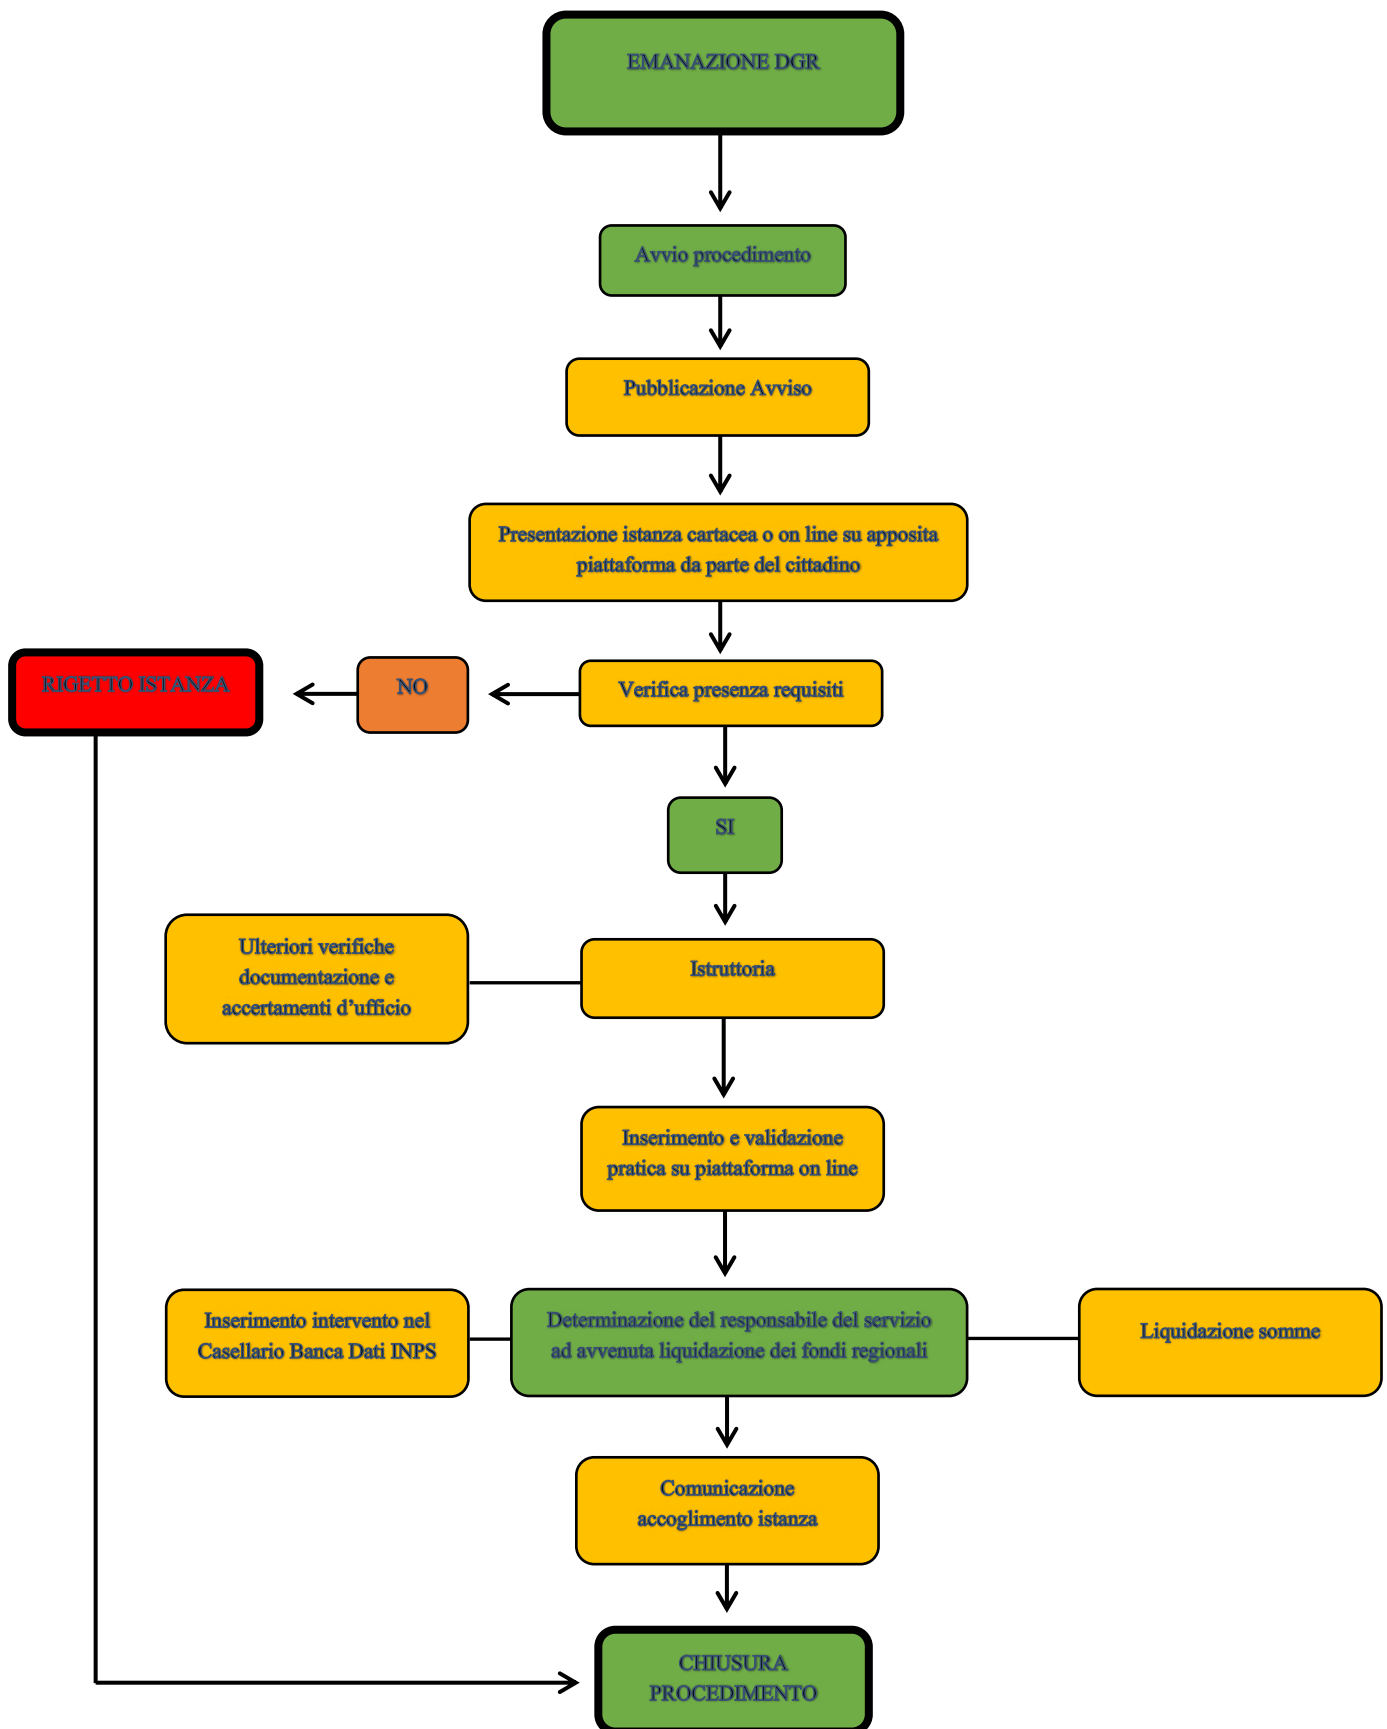 EMANAZIONE DGR
Avvio procedimento
Pubblicazione Avviso
Presentazione istanza cartacea o on line su apposita
piattaforma da parte del cittadino
RIGETTO ISTANZA
NO
Verifica presenza requisiti
SI
Ulteriori verifiche
documentazione e
accertamenti d’ufficio
Istruttoria
Inserimento e validazione
pratica su piattaforma on line
Inserimento intervento nel
Casellario Banca Dati INPS
Determinazione del responsabile del servizio
ad avvenuta liquidazione dei fondi regionali
Liquidazione somme
Comunicazione
accoglimento istanza
CHIUSURA
PROCEDIMENTO